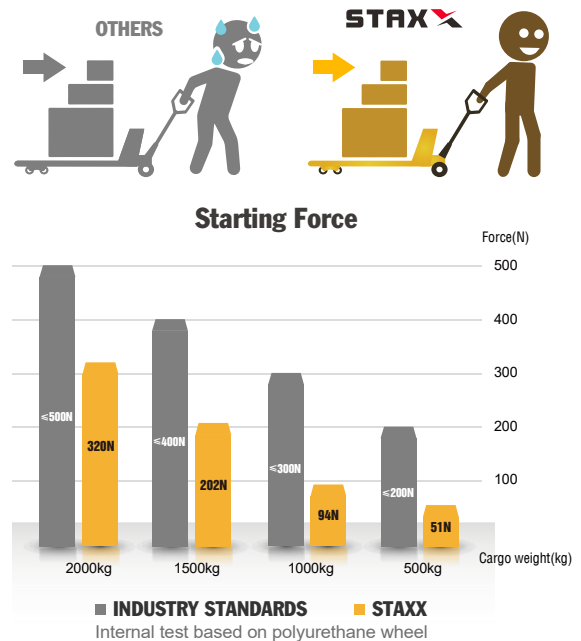 OTHERS
STAXX
Starting Force
Force(N)
500
400
300
200
100
≤500N
320N
≤400N
202N
≤300N
94N
≤200N
51N
2000kg
1500kg
1000kg
500kg
Cargo weight(kg)
INDUSTRY STANDARDS
STAXX
Internal test based on polyurethane wheel